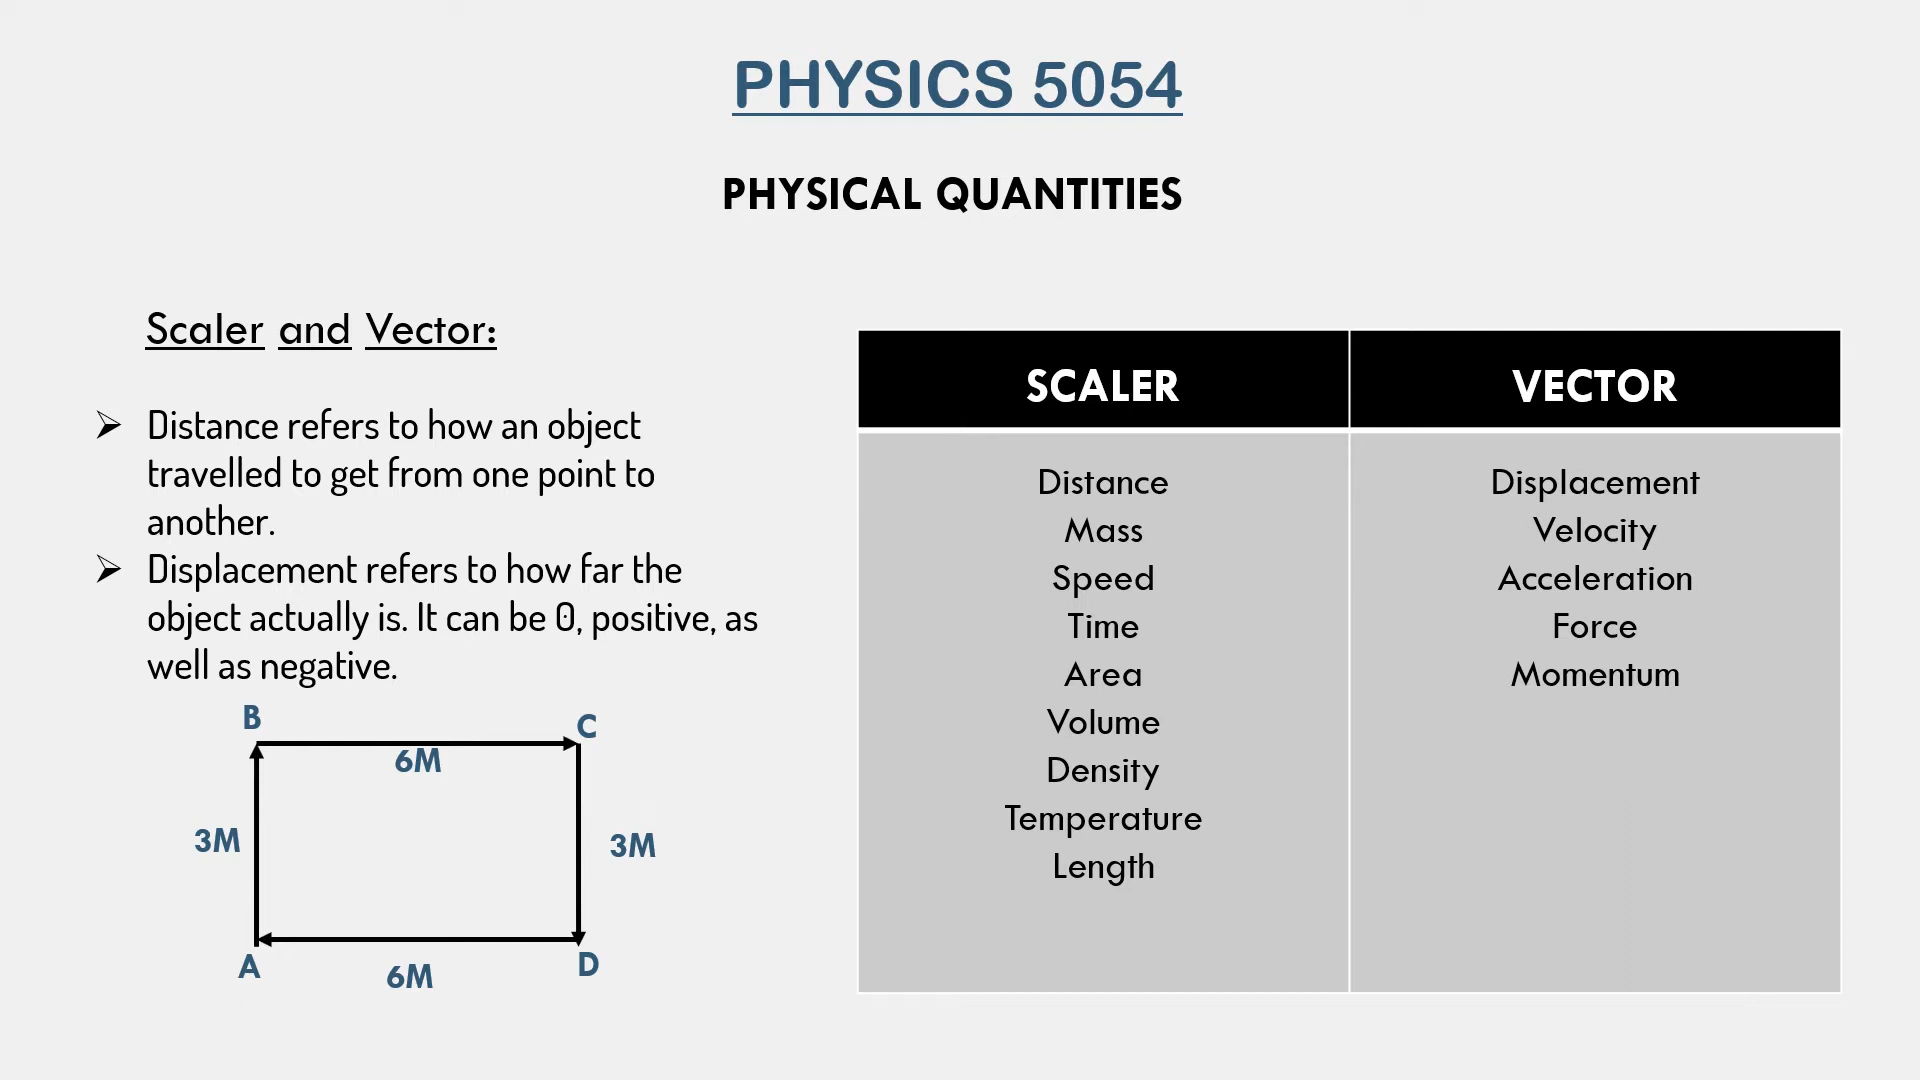 PHYSICS 5054
PHYSICAL QUANTITIES
Scaler and Vector:
➢ Distance refers to how an object
travelled to get from one point to
another.
➢ Displacement refers to how far the
object actually is. It can be 0, positive, as
well as negative.
B
C
6M
3M
3M
A
D
6M
SCALER
VECTOR
Distance
Mass
Speed
Time
Area
Volume
Density
Temperature
Length
Displacement
Velocity
Acceleration
Force
Momentum